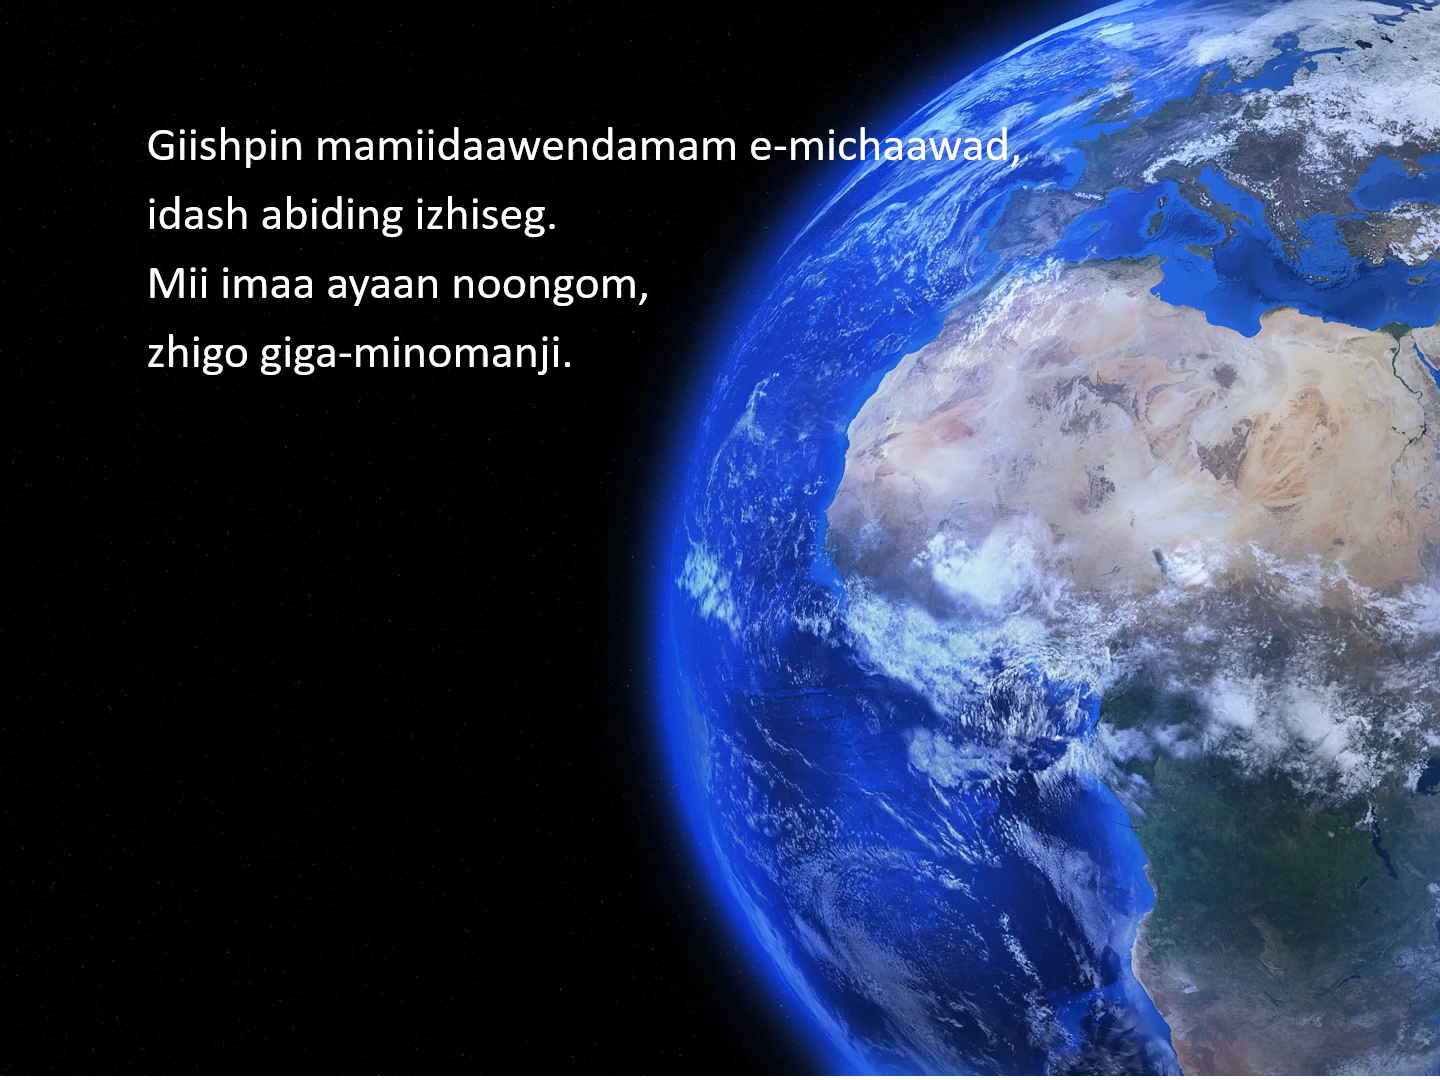 Giishpin mamiidaawendamam e-michaawad,
idash abiding izhiseg.
Mii imaa ayaan noongom,
zhigo giga-minomanji.